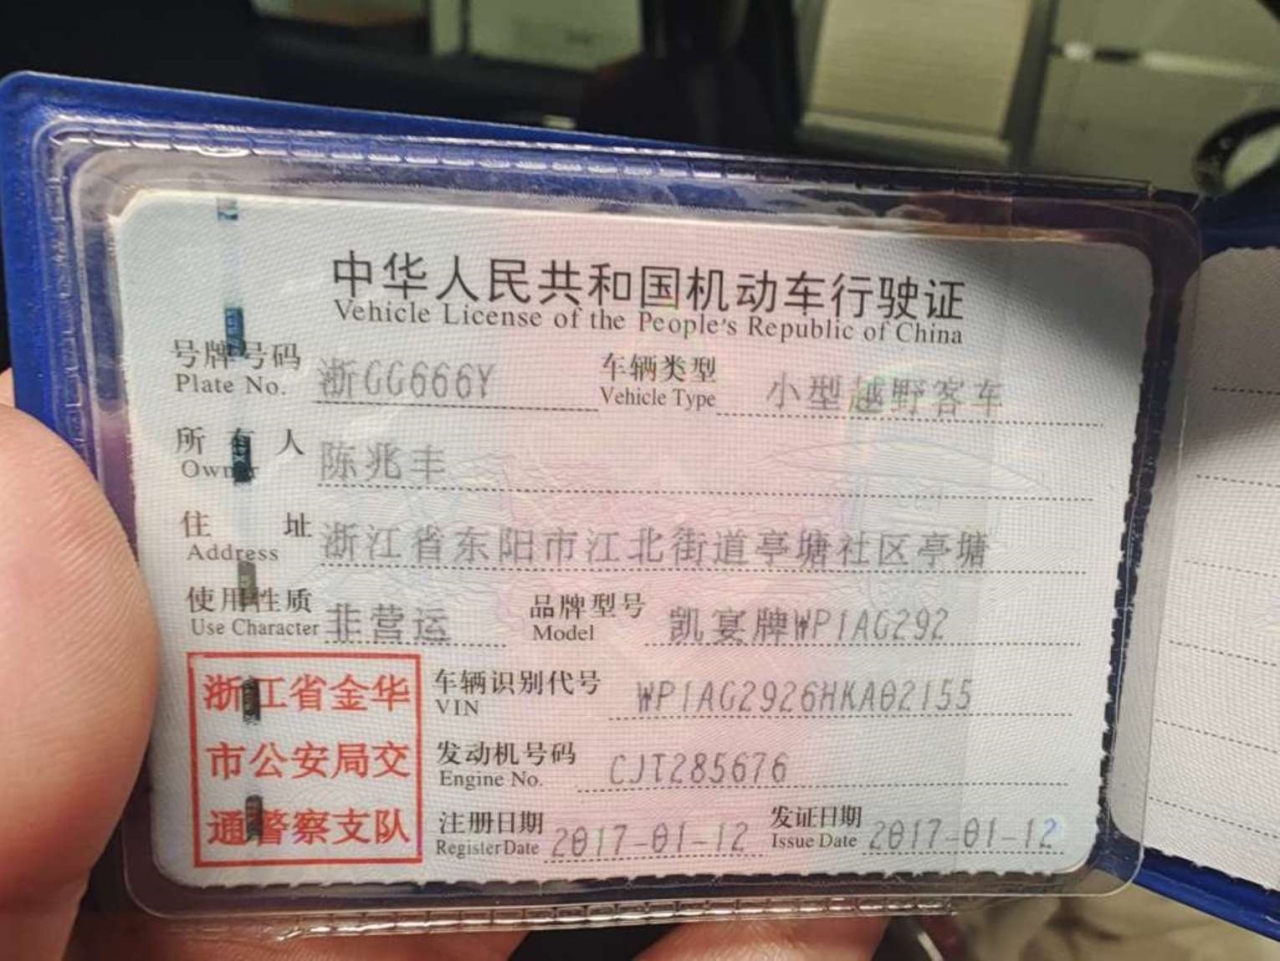 中华人民共和国机动车行驶证
Vehicle License of the People's Republic of China
号牌号码 浙GG666Y 车辆类型 小型越野客车
Plate No. Vehicle Type
所有人 陈兆丰
Owner
住址 浙江省东阳市江北街道亭塘社区亭塘
Address
使用性质 非营运 品牌型号 凯宴牌WP1AG292
Use Character Model
浙江省金华
市公安局交
通警察支队
车辆识别代号 WP1AG2926HKA02155
VIN
发动机号码 CJT285676
Engine No.
注册日期 2017-01-12 发证日期 2017-01-12
Register Date Issue Date